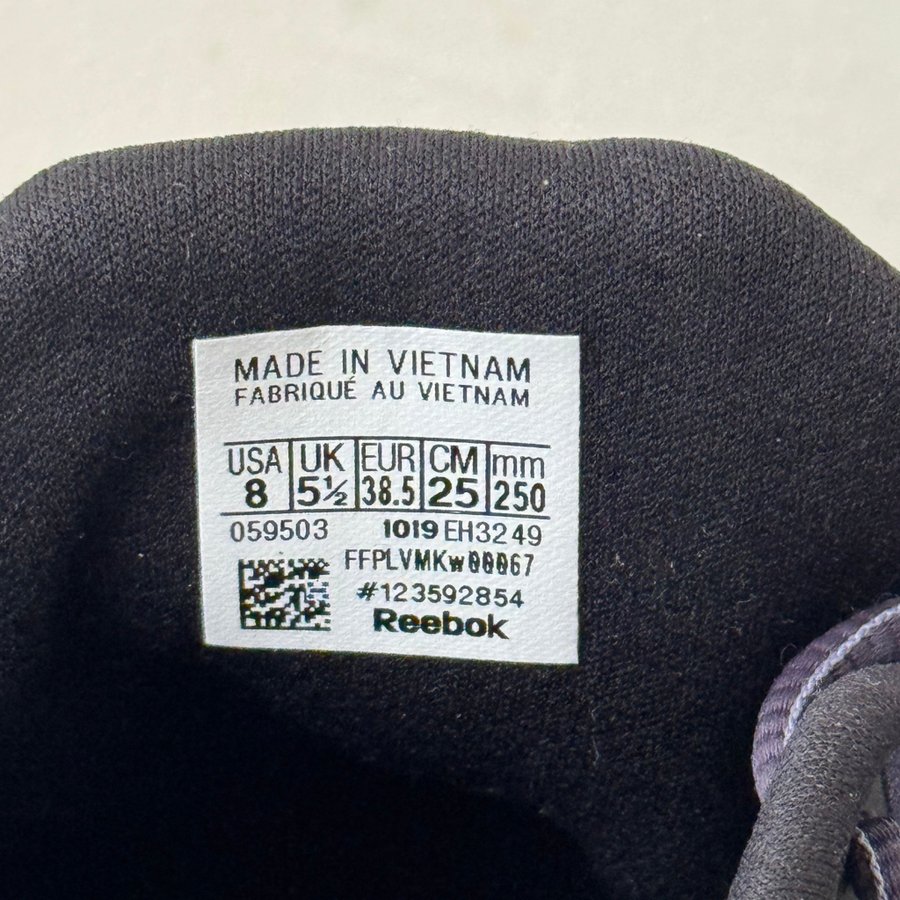 MADE IN VIETNAM
FABRIQUÉ AU VIETNAM
USA UK EUR CM mm
8 5½ 38.5 25 250
059503 1019 EH3249
FFPLVMKw00067
#123592854
Reebok